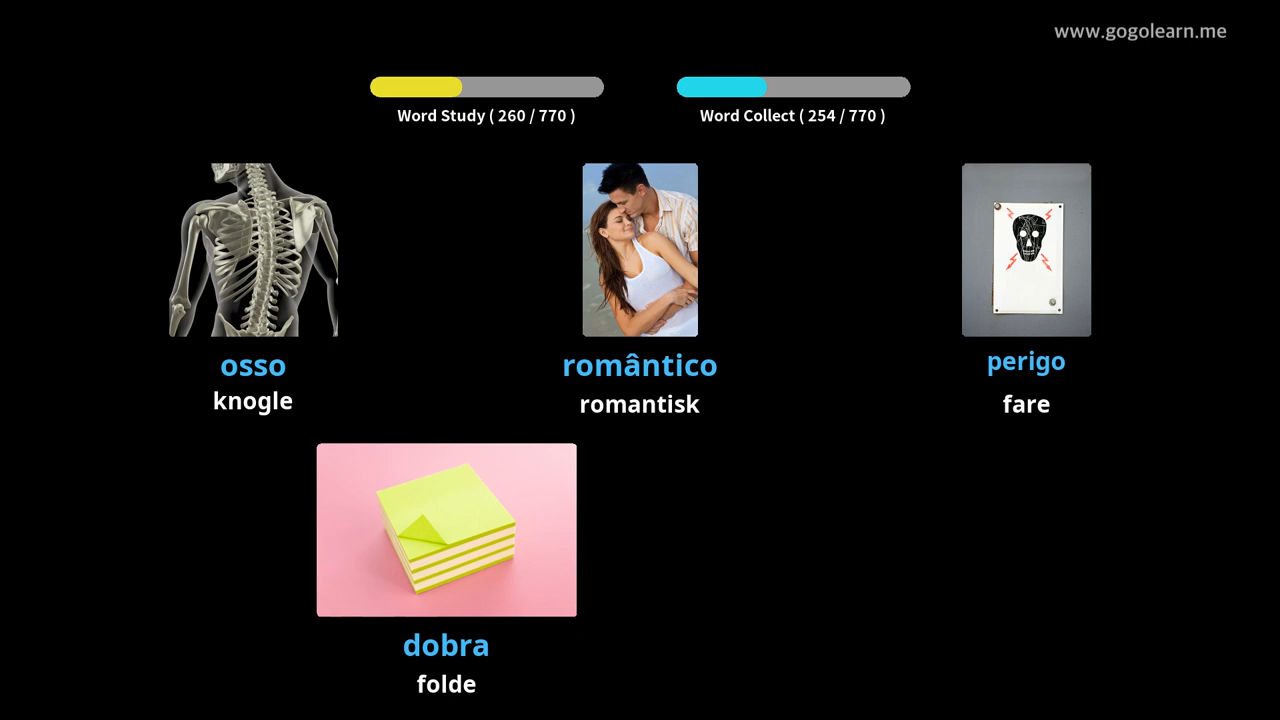 www.gogolearn.me
Word Study ( 260 / 770 )
Word Collect ( 254 / 770 )
osso
knogle
romântico
romantisk
perigo
fare
dobra
folde